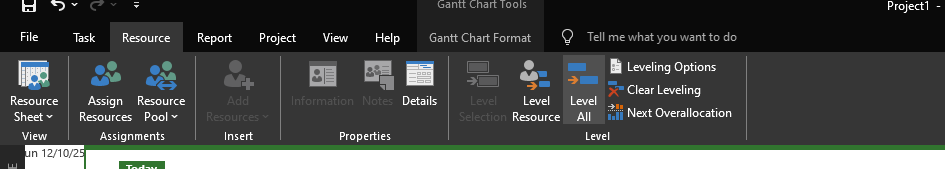 Gantt Chart Tools
Project1 -
File Task Resource Report Project View Help Gantt Chart Format Tell me what you want to do
Resource Sheet
Assign Resources
Resource Pool
Add Resources
Information
Notes
Details
Level Selection
Level Resource
Level All
Leveling Options
Clear Leveling
Next Overallocation
View Assignments Insert Properties Level
un 12/10/25
Today